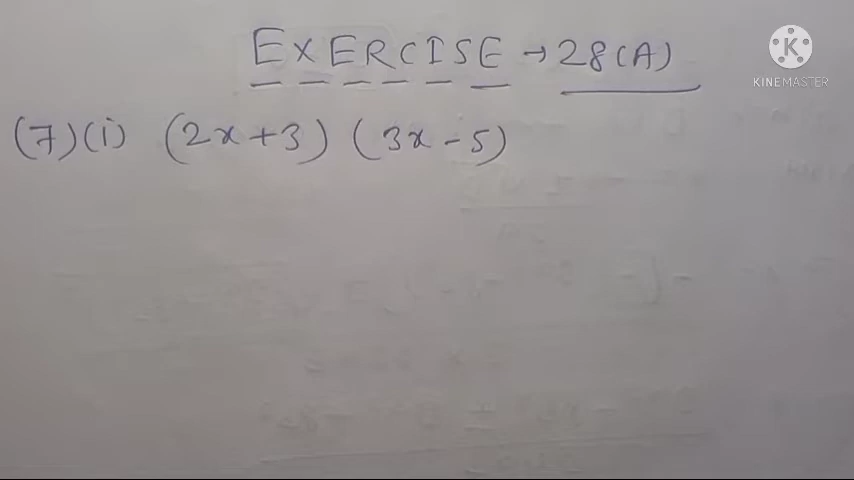 EXERCISE → 28(A)
K
KINEMASTER
(7)(i) (2x+3) (3x-5)